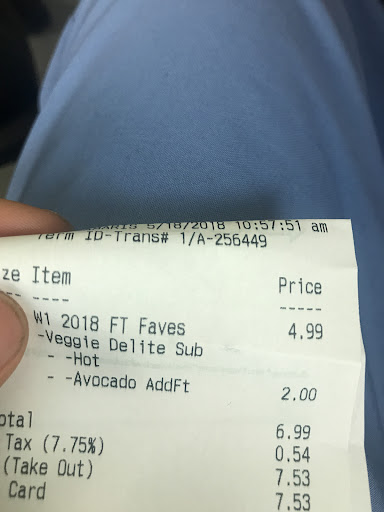 5/18/2018 10:57:51 am
Term ID-Trans# 1/A-256449
ze Item Price
-- ---- -----
W1 2018 FT Faves 4.99
-Veggie Delite Sub
- -Hot
- -Avocado AddFt 2.00
otal 6.99
Tax (7.75%) 0.54
(Take Out) 7.53
Card 7.53